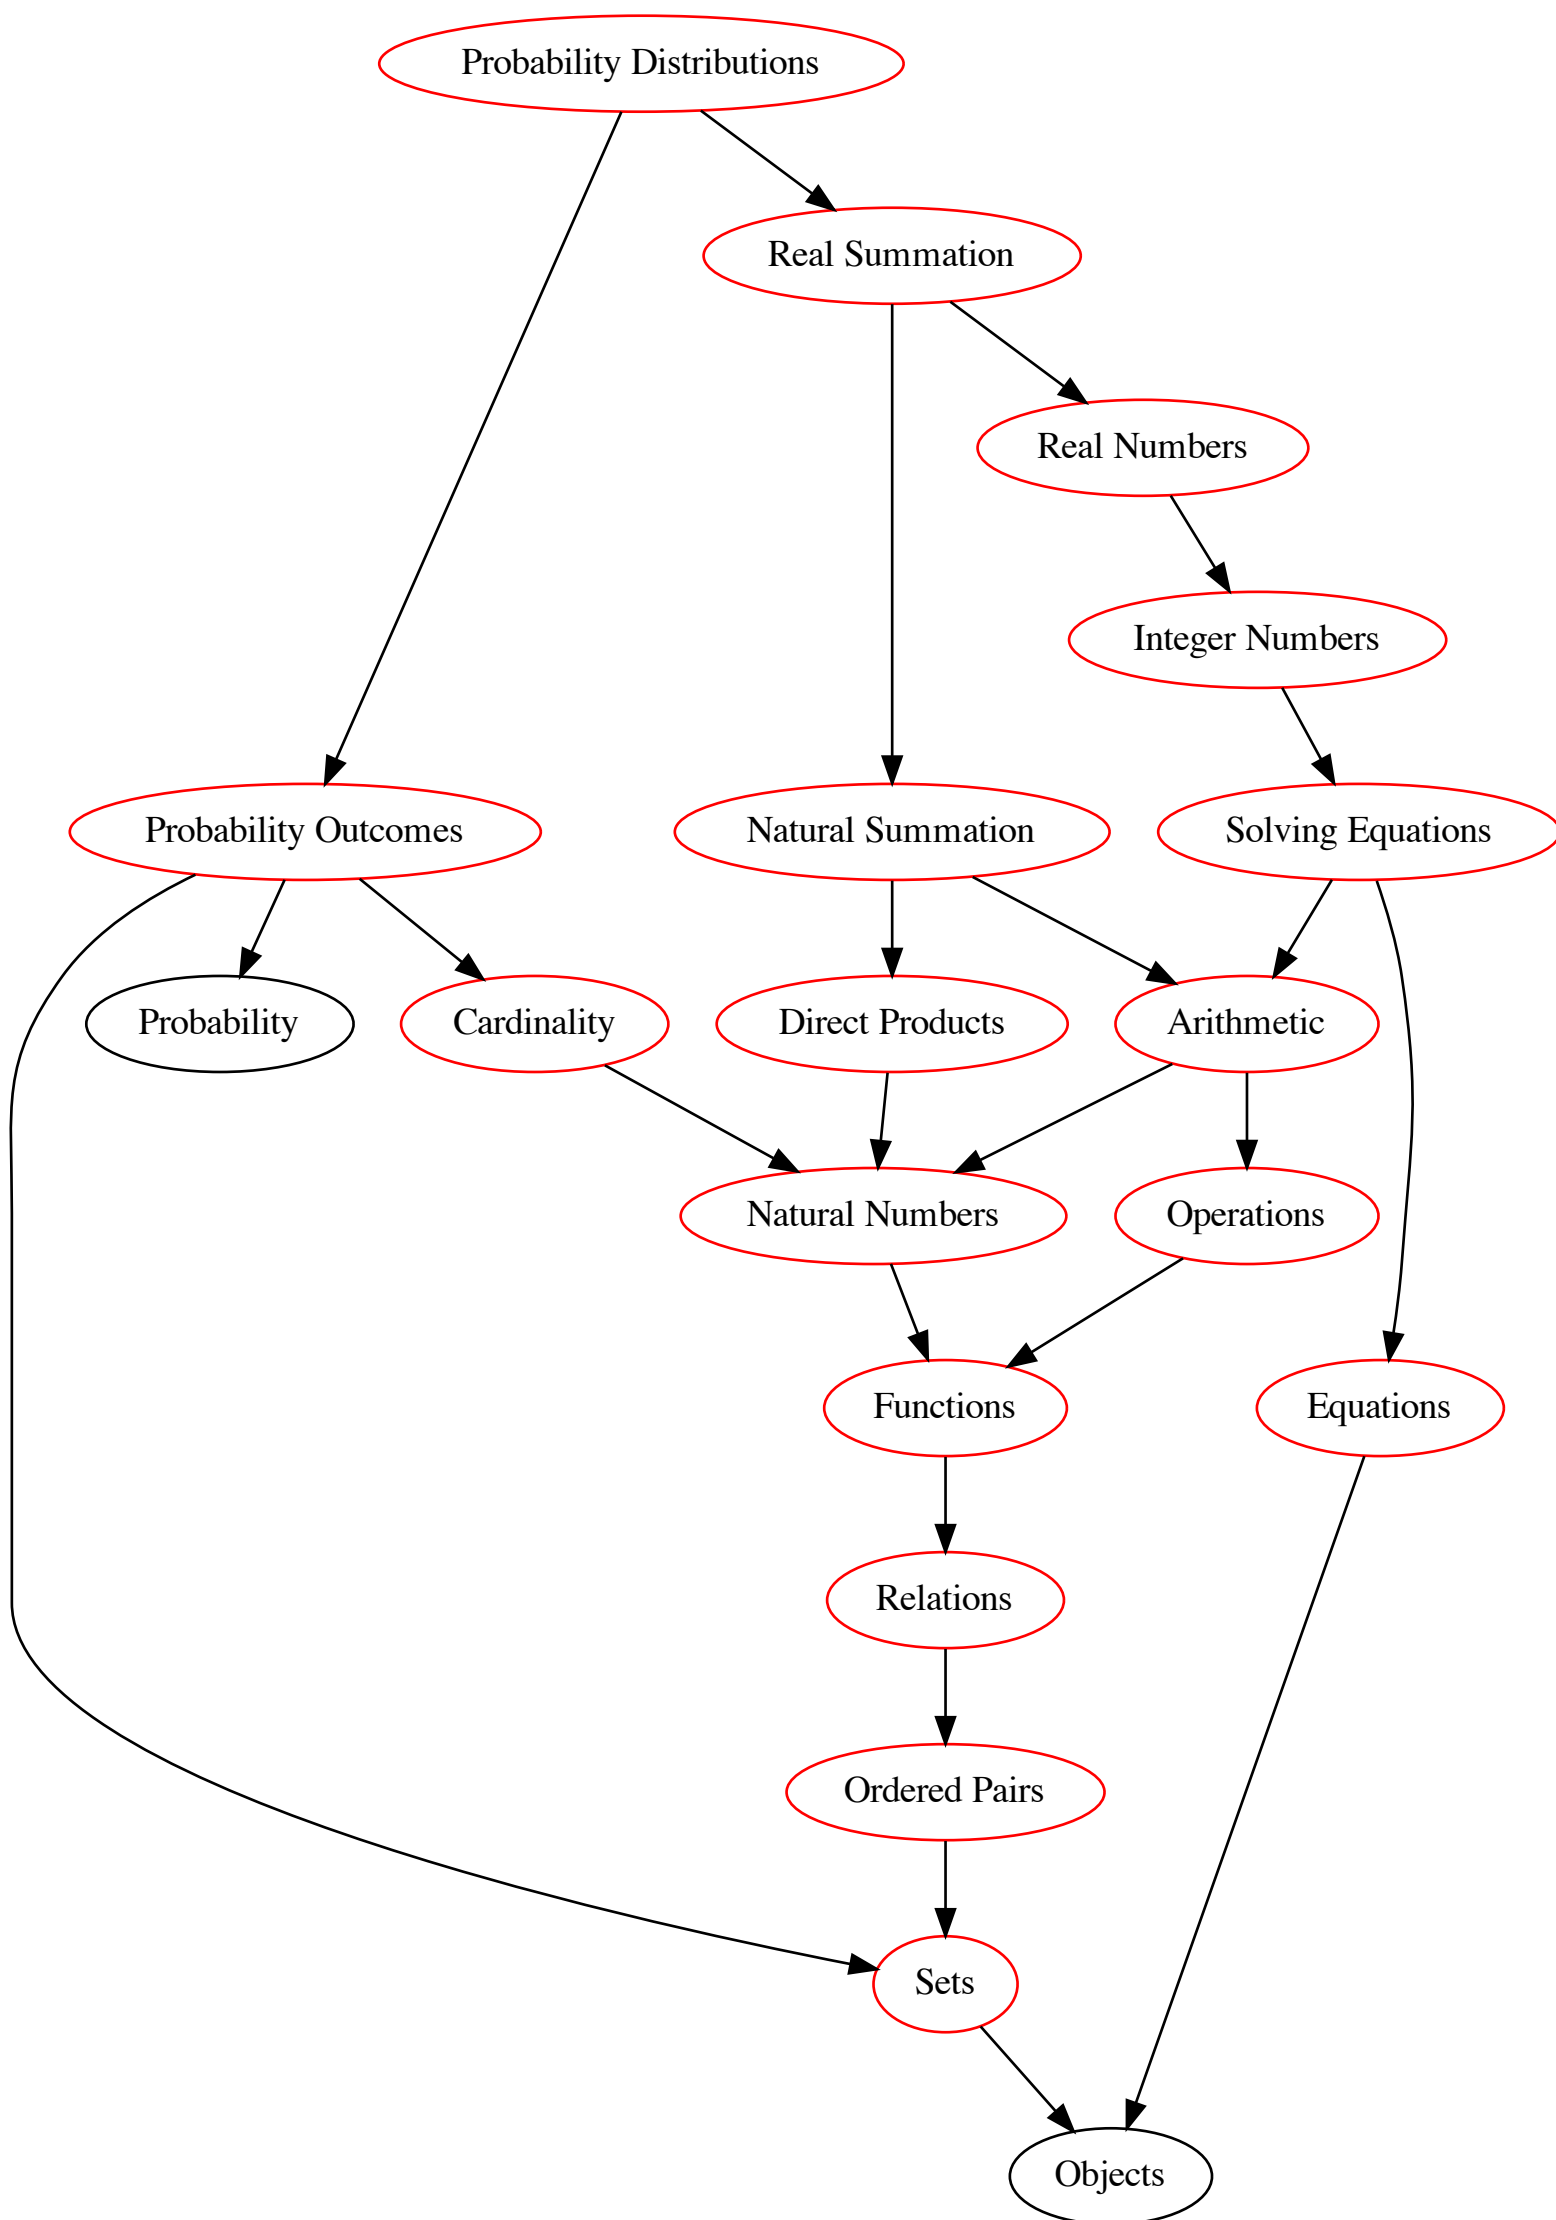 Probability Distributions
Real Summation
Real Numbers
Integer Numbers
Probability Outcomes
Natural Summation
Solving Equations
Probability
Cardinality
Direct Products
Arithmetic
Natural Numbers
Operations
Functions
Equations
Relations
Ordered Pairs
Sets
Objects